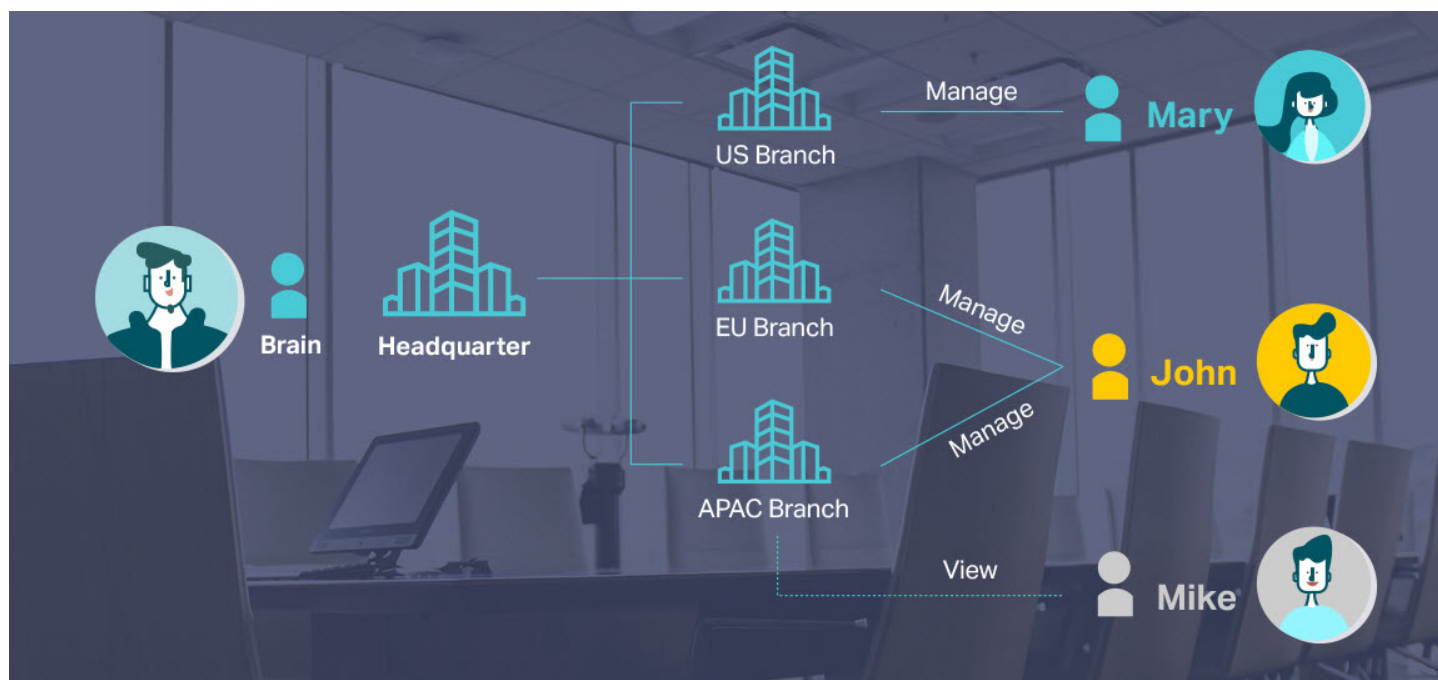 US Branch
Manage
Mary
Brain
Headquarter
EU Branch
Manage
John
Manage
APAC Branch
View
Mike